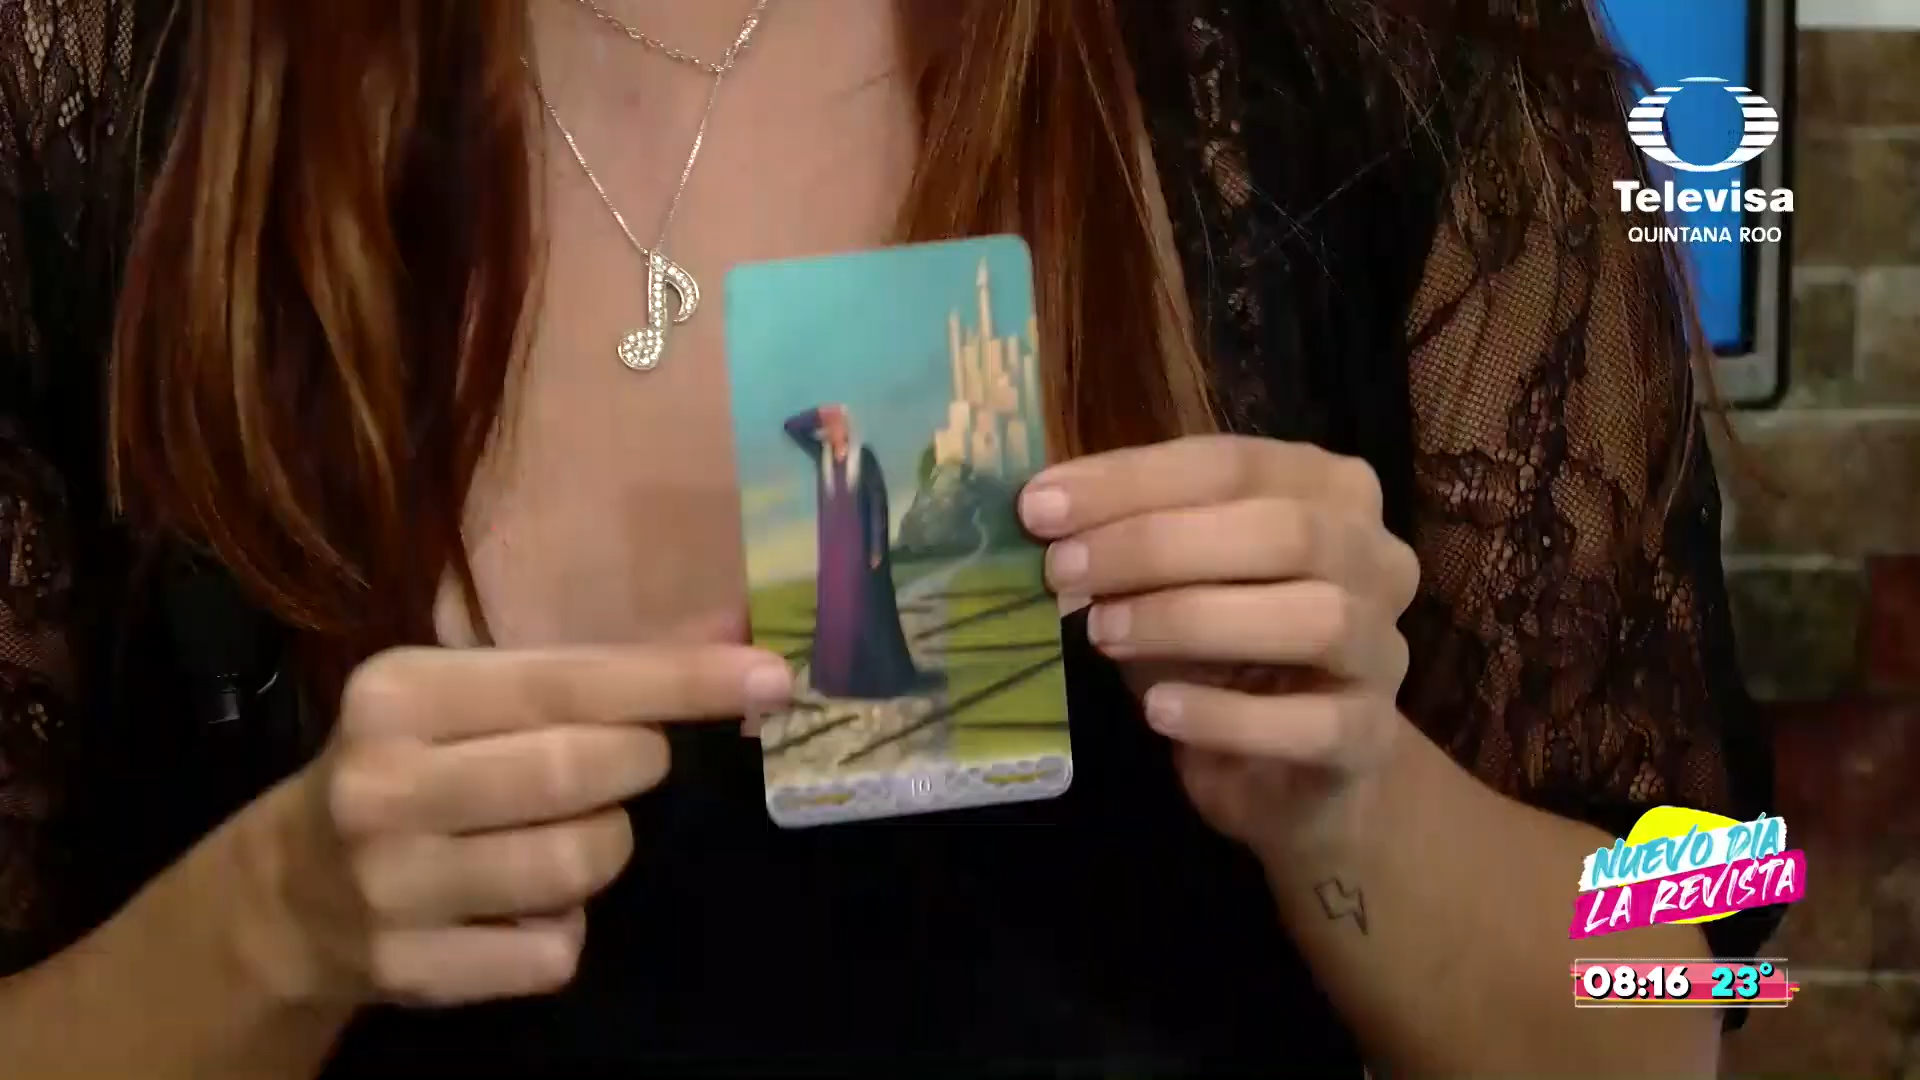 Televisa
QUINTANA ROO
10
NUEVO DÍA
LA REVISTA
08:16 23°